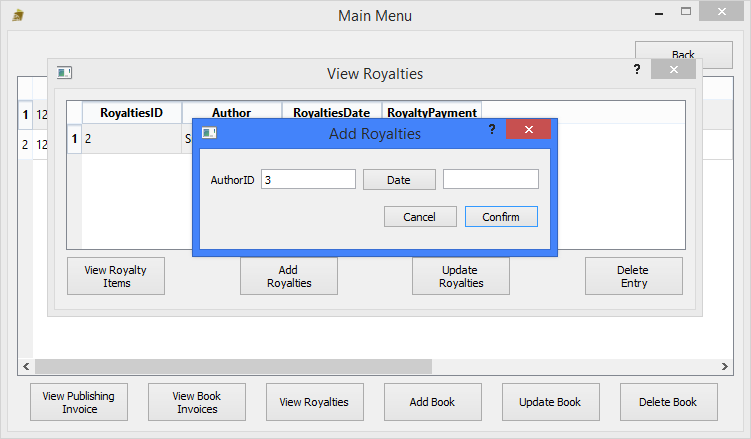 Main Menu
Back
View Royalties
?
RoyaltiesID Author RoyaltiesDate RoyaltyPayment
1 2 S
Add Royalties
?
AuthorID 3 Date
Cancel Confirm
1 12
2 12
View Royalty
Items
Add
Royalties
Update
Royalties
Delete
Entry
View Publishing
Invoice
View Book
Invoices
View Royalties
Add Book
Update Book
Delete Book